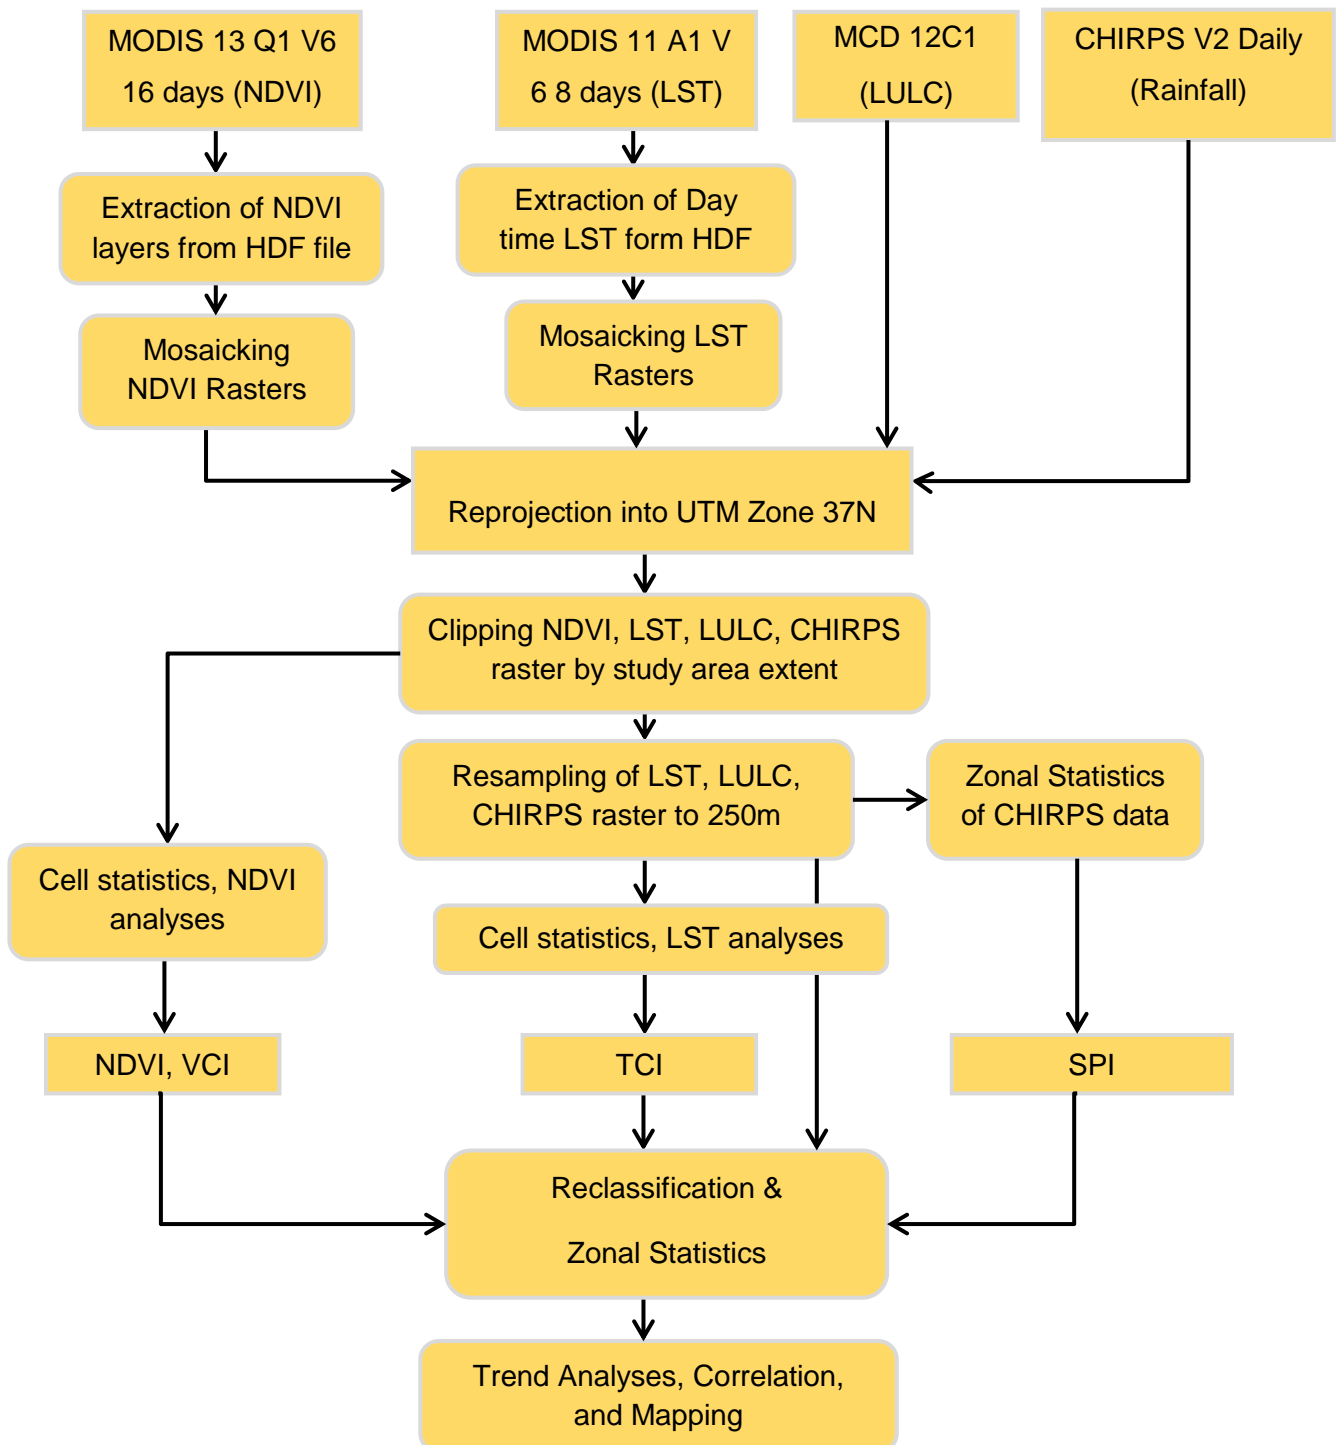 MODIS 13 Q1 V6
16 days (NDVI)
MODIS 11 A1 V
6 8 days (LST)
MCD 12C1
(LULC)
CHIRPS V2 Daily
(Rainfall)
Extraction of NDVI
layers from HDF file
Extraction of Day
time LST form HDF
Mosaicking
NDVI Rasters
Mosaicking LST
Rasters
Reprojection into UTM Zone 37N
Clipping NDVI, LST, LULC, CHIRPS
raster by study area extent
Resampling of LST, LULC,
CHIRPS raster to 250m
Zonal Statistics
of CHIRPS data
Cell statistics, NDVI
analyses
Cell statistics, LST analyses
NDVI, VCI
TCI
SPI
Reclassification &
Zonal Statistics
Trend Analyses, Correlation,
and Mapping